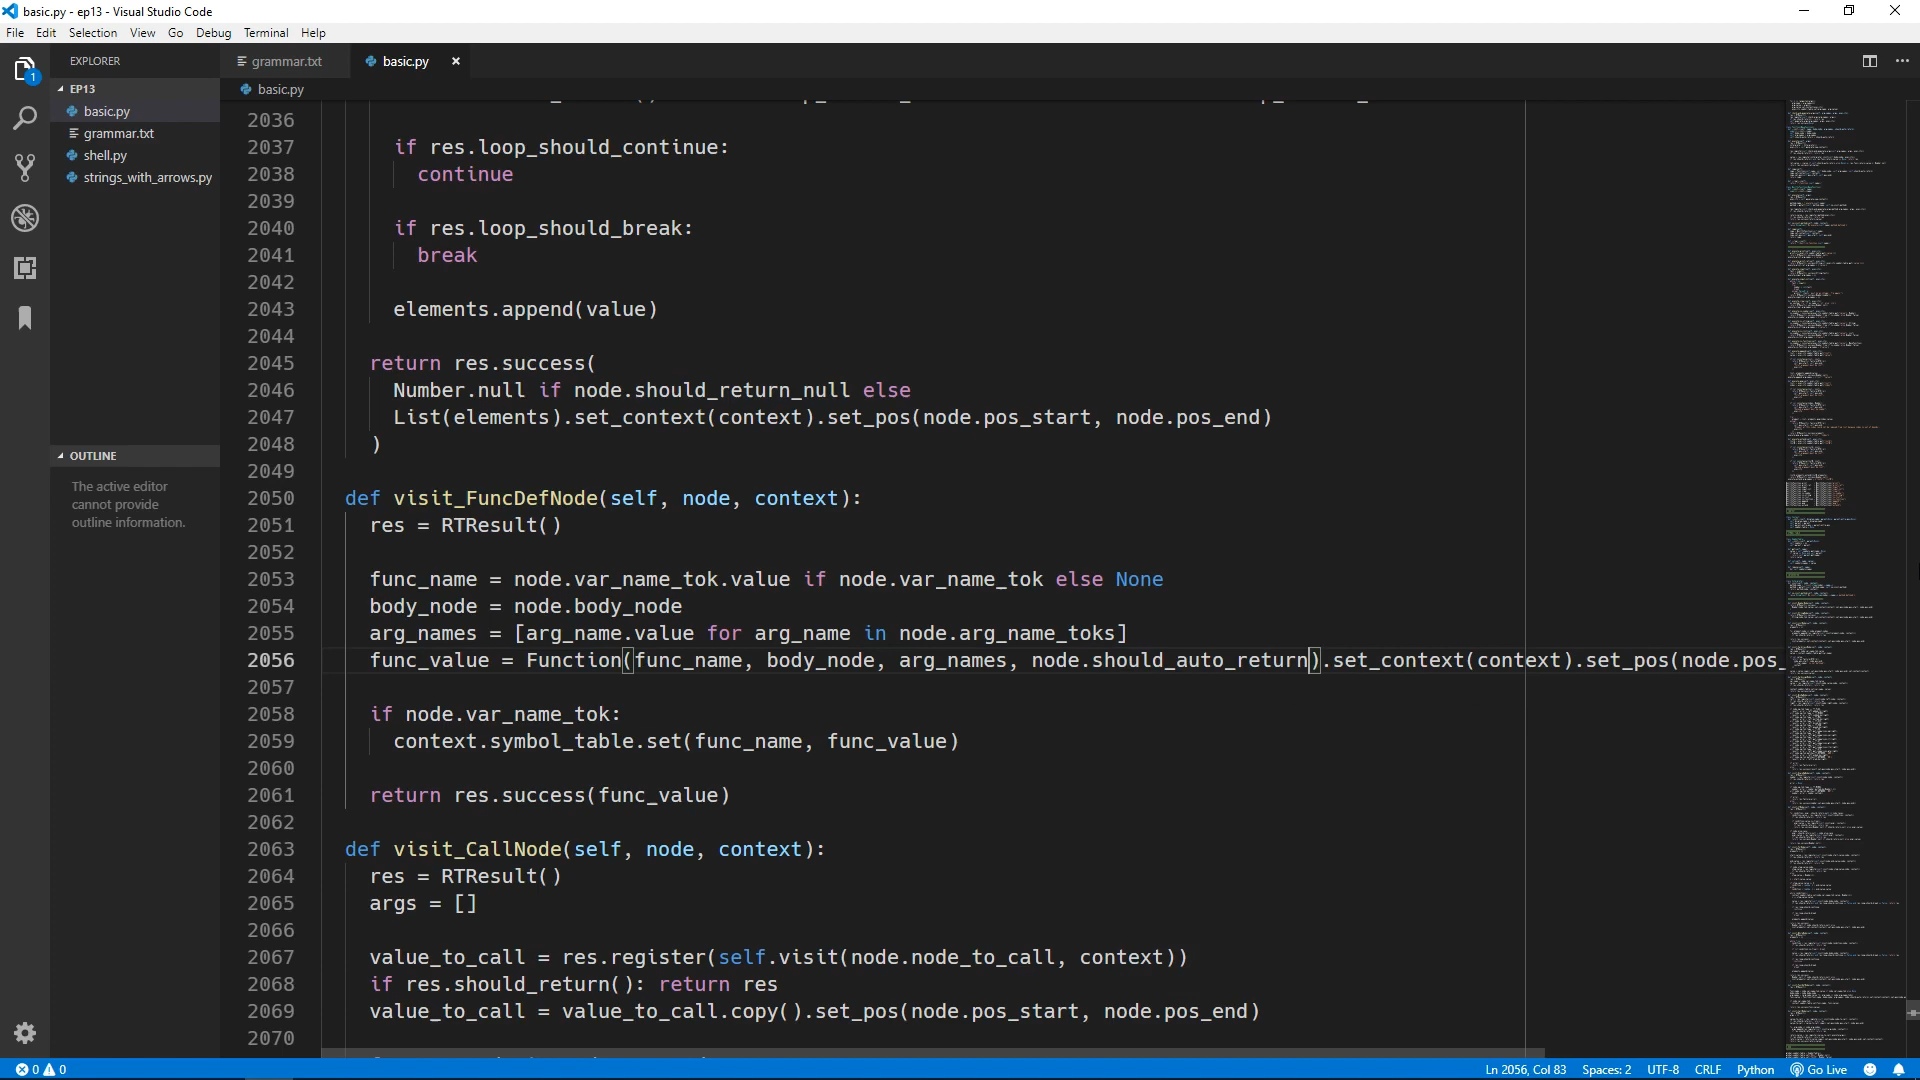 basic.py - ep13 - Visual Studio Code
File Edit Selection View Go Debug Terminal Help
1
EXPLORER
EP13
basic.py
grammar.txt
shell.py
strings_with_arrows.py
OUTLINE
The active editor
cannot provide
outline information.
grammar.txt basic.py
basic.py
2036
2037 if res.loop_should_continue:
2038 continue
2039
2040 if res.loop_should_break:
2041 break
2042
2043 elements.append(value)
2044
2045 return res.success(
2046 Number.null if node.should_return_null else
2047 List(elements).set_context(context).set_pos(node.pos_start, node.pos_end)
2048 )
2049
2050 def visit_FuncDefNode(self, node, context):
2051 res = RTResult()
2052
2053 func_name = node.var_name_tok.value if node.var_name_tok else None
2054 body_node = node.body_node
2055 arg_names = [arg_name.value for arg_name in node.arg_name_toks]
2056 func_value = Function(func_name, body_node, arg_names, node.should_auto_return).set_context(context).set_pos(node.pos_
2057
2058 if node.var_name_tok:
2059 context.symbol_table.set(func_name, func_value)
2060
2061 return res.success(func_value)
2062
2063 def visit_CallNode(self, node, context):
2064 res = RTResult()
2065 args = []
2066
2067 value_to_call = res.register(self.visit(node.node_to_call, context))
2068 if res.should_return(): return res
2069 value_to_call = value_to_call.copy().set_pos(node.pos_start, node.pos_end)
2070
0 0 Ln 2056, Col 83 Spaces: 2 UTF-8 CRLF Python Go Live